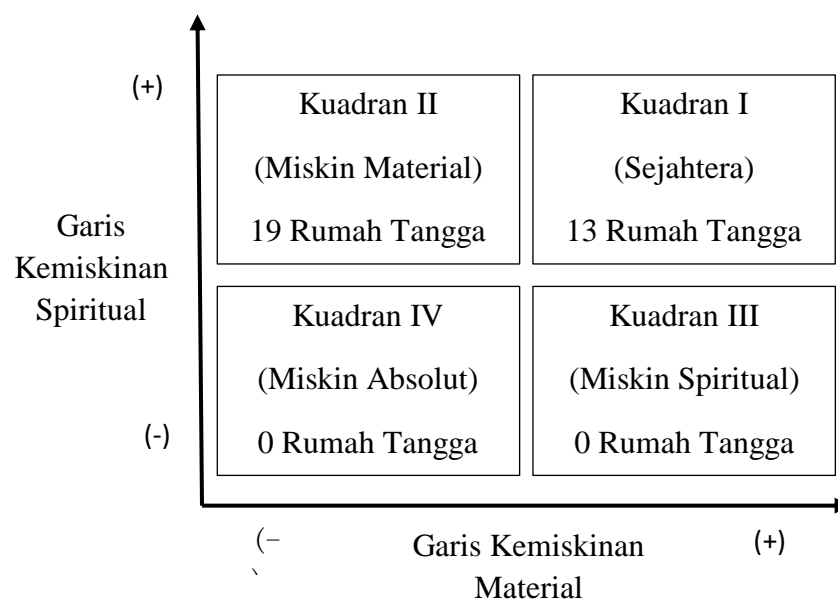 (+)
Kuadran II
(Miskin Material)
19 Rumah Tangga
Kuadran I
(Sejahtera)
13 Rumah Tangga
Garis
Kemiskinan
Spiritual
Kuadran IV
(Miskin Absolut)
0 Rumah Tangga
Kuadran III
(Miskin Spiritual)
0 Rumah Tangga
(-)
(–
Garis Kemiskinan
Material
(+)